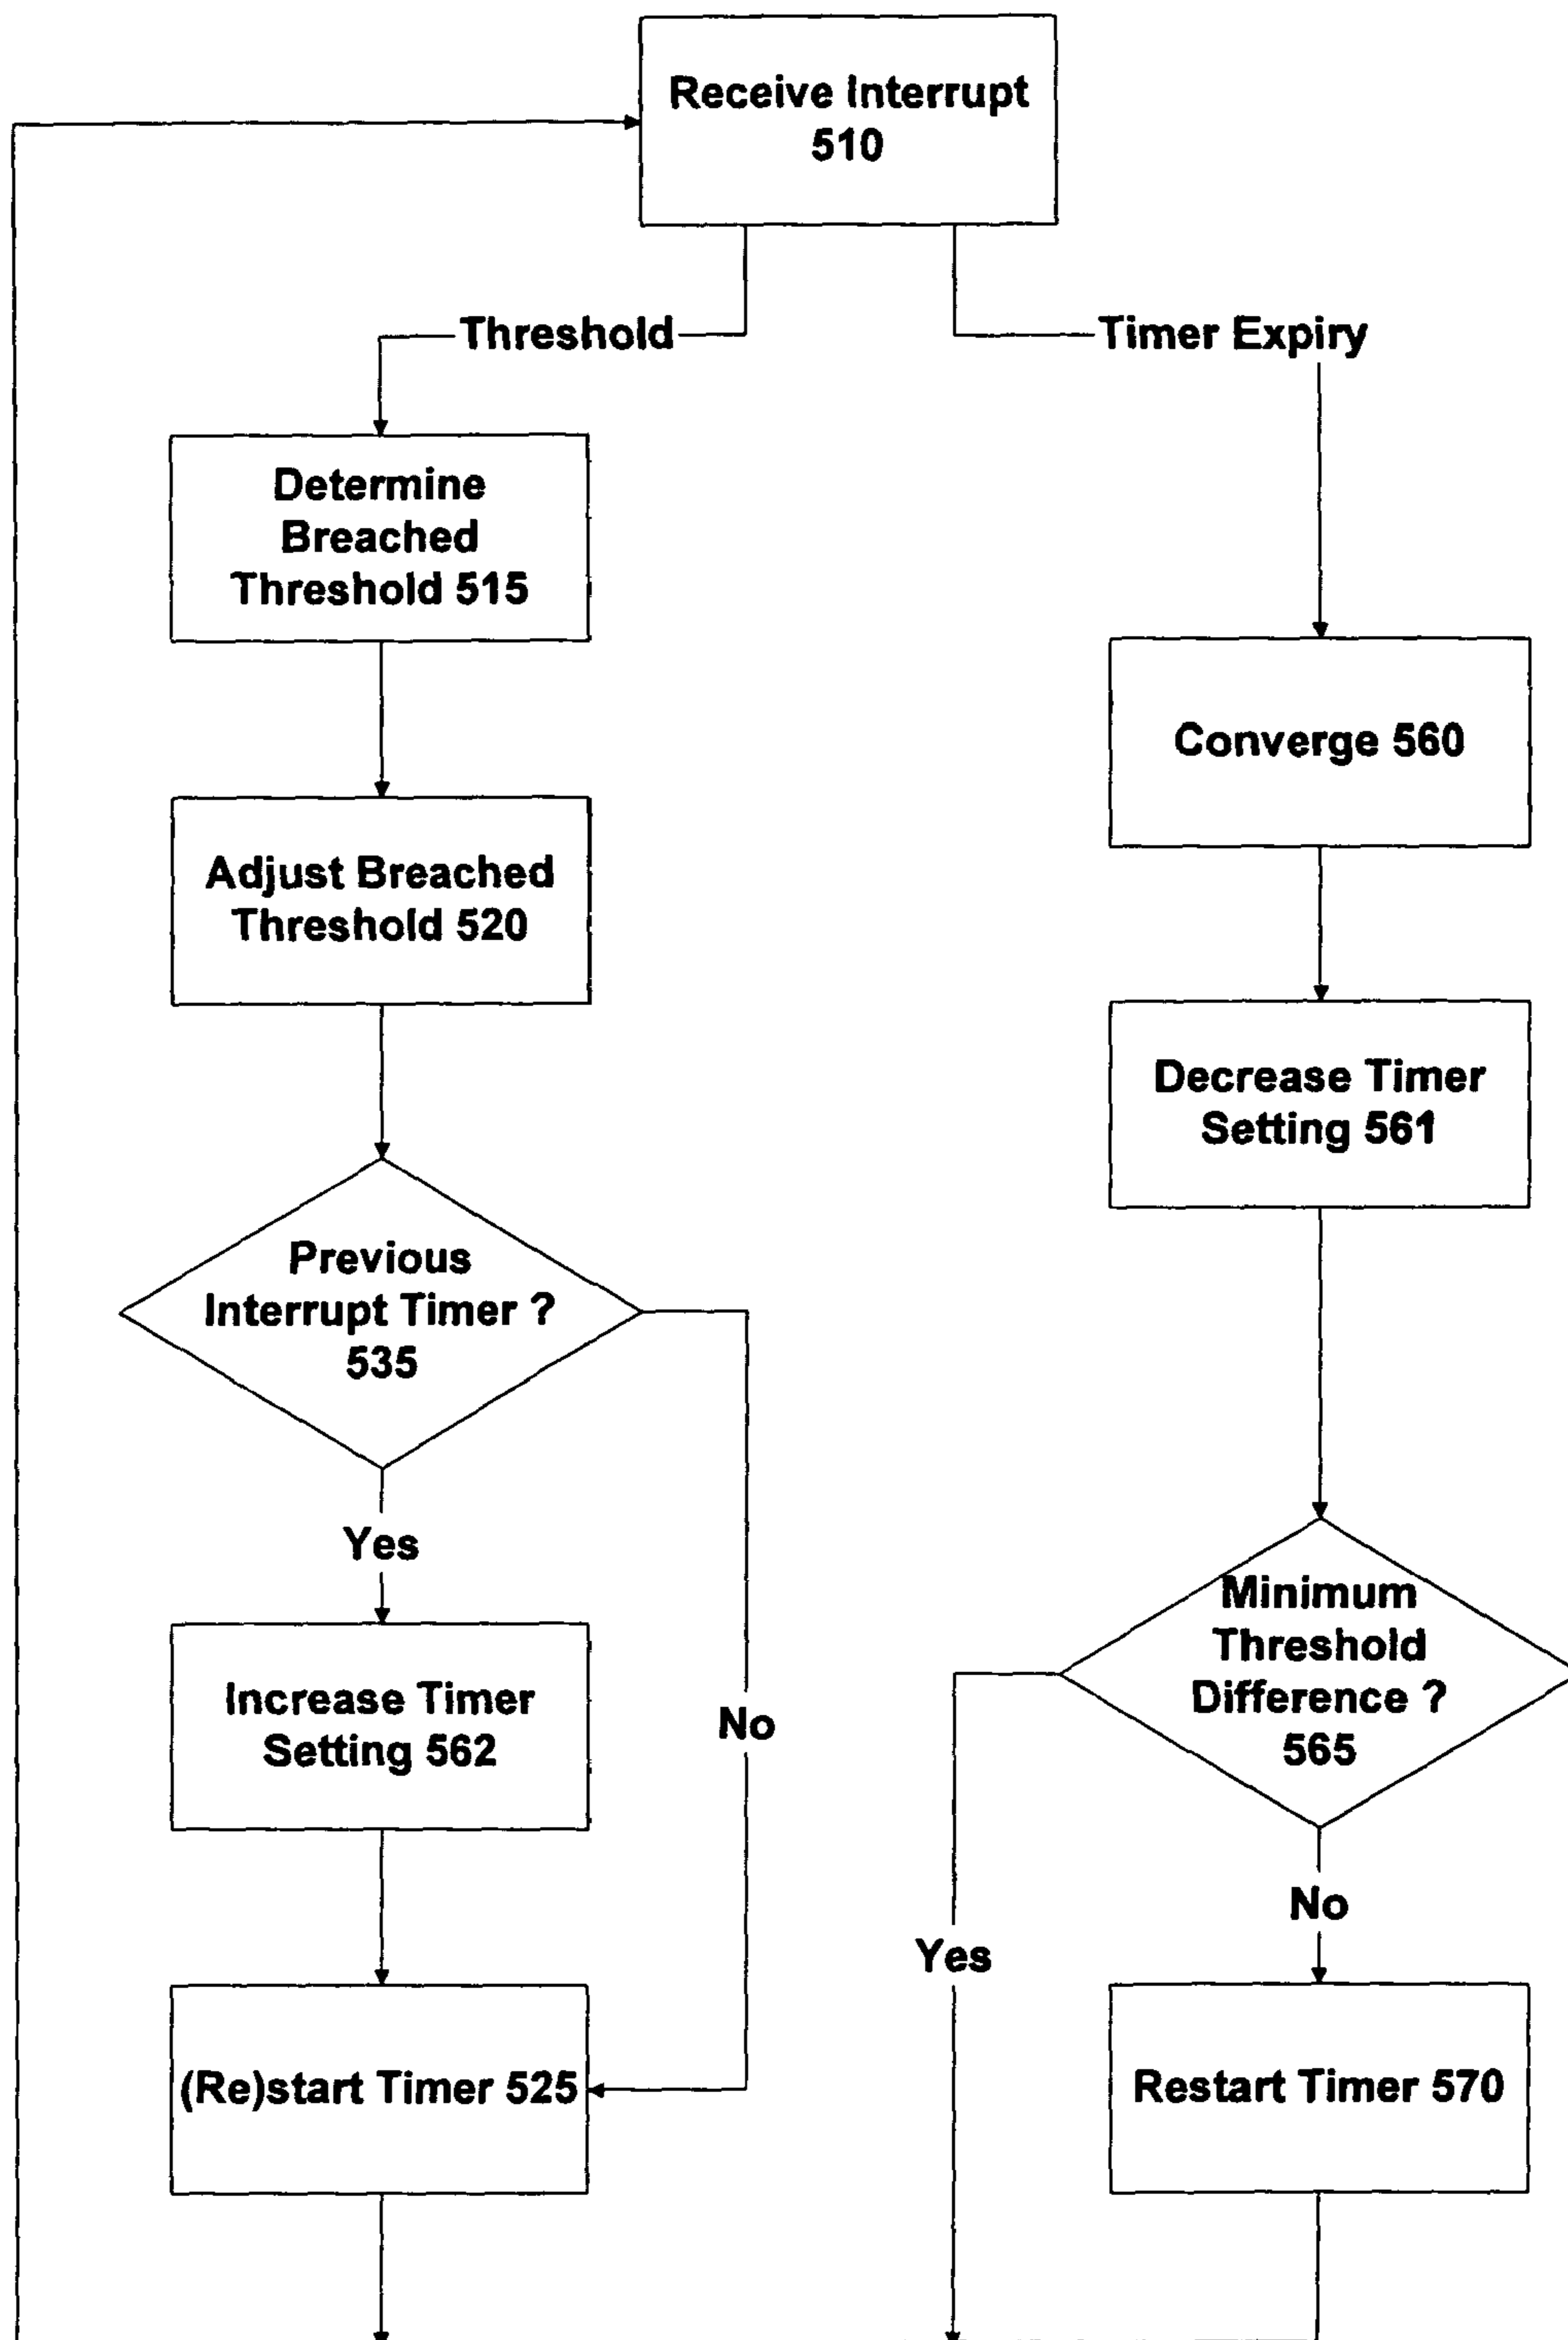 Receive Interrupt
510
Threshold
Timer Expiry
Determine
Breached
Threshold 515
Converge 560
Adjust Breached
Threshold 520
Decrease Timer
Setting 561
Previous
Interrupt Timer ?
535
Yes
Minimum
Threshold
Difference ?
565
Increase Timer
Setting 562
No
No
Yes
(Re)start Timer 525
Restart Timer 570